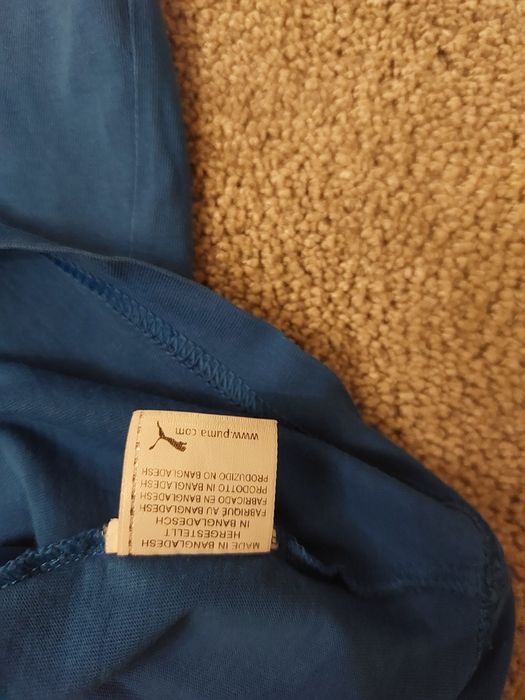 MADE IN BANGLADESH
HERGESTELLT
IN BANGLADESCH
FABRIQUÉ AU BANGLADESH
FABRICADO EN BANGLADESH
PRODOTTO IN BANGLADESH
PRODUZIDO NO BANGLADESH
www.puma.com